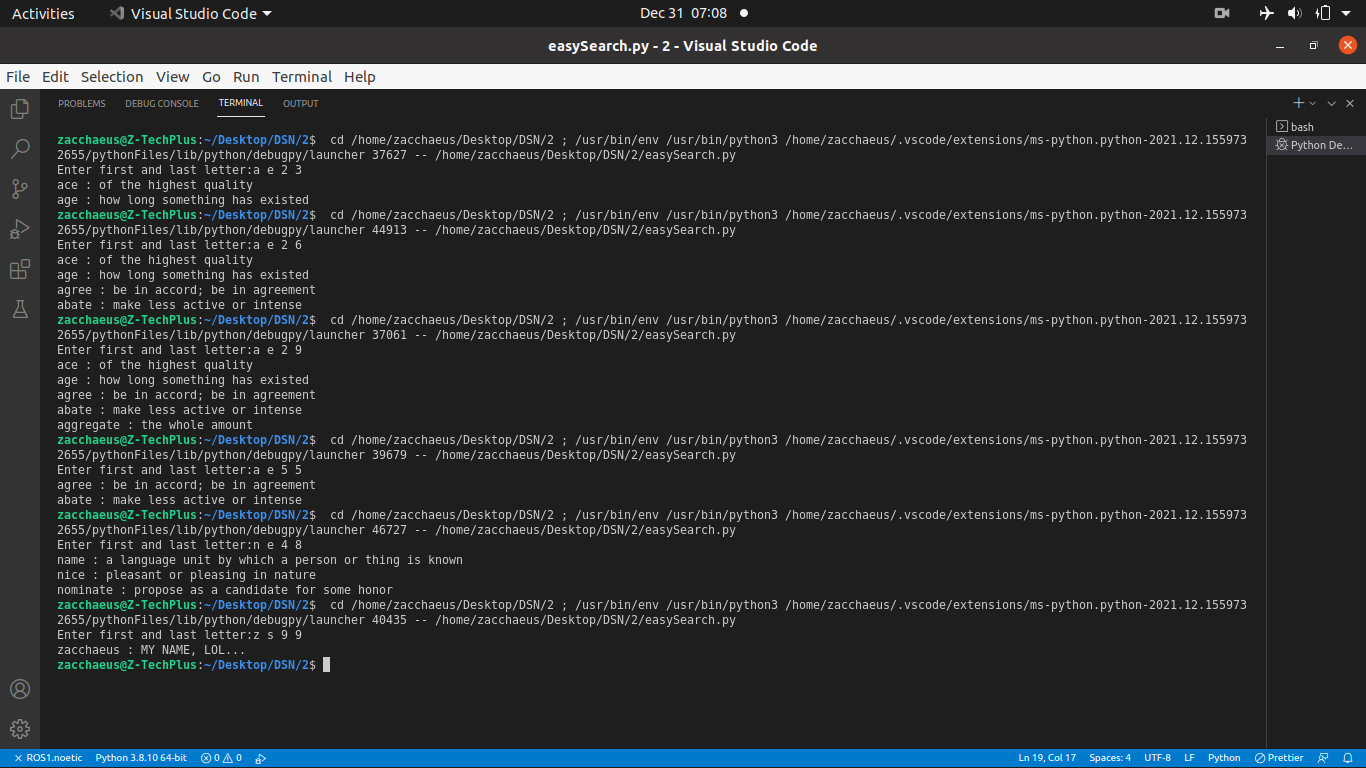 Activities Visual Studio Code Dec 31 07:08
easySearch.py - 2 - Visual Studio Code
File Edit Selection View Go Run Terminal Help
PROBLEMS DEBUG CONSOLE TERMINAL OUTPUT
bash
Python De...
zacchaeus@Z-TechPlus:~/Desktop/DSN/2$ cd /home/zacchaeus/Desktop/DSN/2 ; /usr/bin/env /usr/bin/python3 /home/zacchaeus/.vscode/extensions/ms-python.python-2021.12.155973
2655/pythonFiles/lib/python/debugpy/launcher 37627 -- /home/zacchaeus/Desktop/DSN/2/easySearch.py
Enter first and last letter:a e 2 3
ace : of the highest quality
age : how long something has existed
zacchaeus@Z-TechPlus:~/Desktop/DSN/2$ cd /home/zacchaeus/Desktop/DSN/2 ; /usr/bin/env /usr/bin/python3 /home/zacchaeus/.vscode/extensions/ms-python.python-2021.12.155973
2655/pythonFiles/lib/python/debugpy/launcher 44913 -- /home/zacchaeus/Desktop/DSN/2/easySearch.py
Enter first and last letter:a e 2 6
ace : of the highest quality
age : how long something has existed
agree : be in accord; be in agreement
abate : make less active or intense
zacchaeus@Z-TechPlus:~/Desktop/DSN/2$ cd /home/zacchaeus/Desktop/DSN/2 ; /usr/bin/env /usr/bin/python3 /home/zacchaeus/.vscode/extensions/ms-python.python-2021.12.155973
2655/pythonFiles/lib/python/debugpy/launcher 37061 -- /home/zacchaeus/Desktop/DSN/2/easySearch.py
Enter first and last letter:a e 2 9
ace : of the highest quality
age : how long something has existed
agree : be in accord; be in agreement
abate : make less active or intense
aggregate : the whole amount
zacchaeus@Z-TechPlus:~/Desktop/DSN/2$ cd /home/zacchaeus/Desktop/DSN/2 ; /usr/bin/env /usr/bin/python3 /home/zacchaeus/.vscode/extensions/ms-python.python-2021.12.155973
2655/pythonFiles/lib/python/debugpy/launcher 39679 -- /home/zacchaeus/Desktop/DSN/2/easySearch.py
Enter first and last letter:a e 5 5
agree : be in accord; be in agreement
abate : make less active or intense
zacchaeus@Z-TechPlus:~/Desktop/DSN/2$ cd /home/zacchaeus/Desktop/DSN/2 ; /usr/bin/env /usr/bin/python3 /home/zacchaeus/.vscode/extensions/ms-python.python-2021.12.155973
2655/pythonFiles/lib/python/debugpy/launcher 46727 -- /home/zacchaeus/Desktop/DSN/2/easySearch.py
Enter first and last letter:n e 4 8
name : a language unit by which a person or thing is known
nice : pleasant or pleasing in nature
nominate : propose as a candidate for some honor
zacchaeus@Z-TechPlus:~/Desktop/DSN/2$ cd /home/zacchaeus/Desktop/DSN/2 ; /usr/bin/env /usr/bin/python3 /home/zacchaeus/.vscode/extensions/ms-python.python-2021.12.155973
2655/pythonFiles/lib/python/debugpy/launcher 40435 -- /home/zacchaeus/Desktop/DSN/2/easySearch.py
Enter first and last letter:z s 9 9
zacchaeus : MY NAME, LOL...
zacchaeus@Z-TechPlus:~/Desktop/DSN/2$
ROS1.noetic Python 3.8.10 64-bit 0 0 Ln 19, Col 17 Spaces: 4 UTF-8 LF Python Prettier